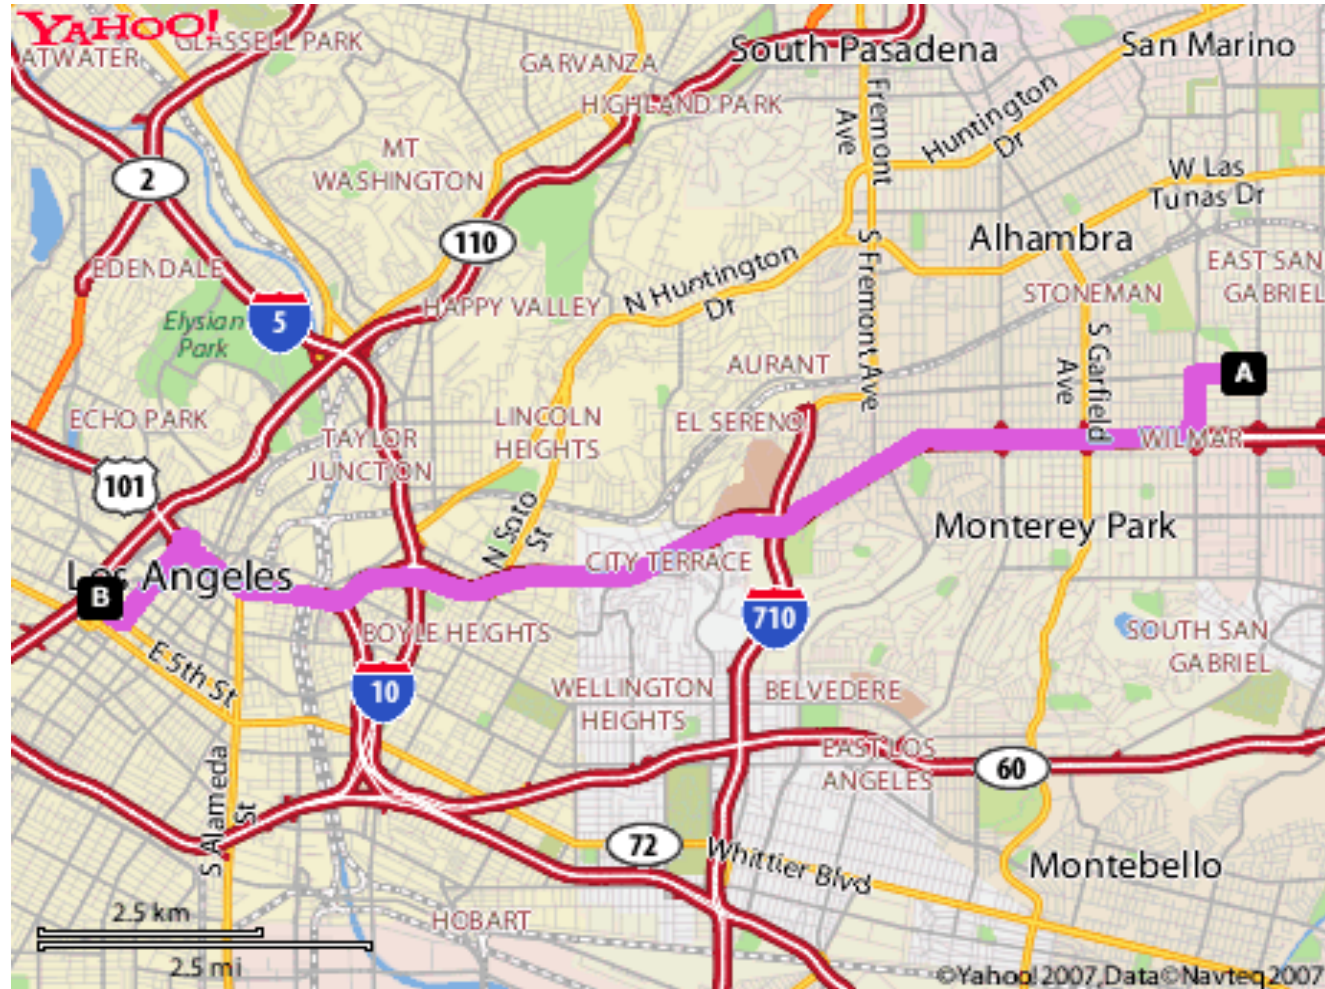 YAHOO!
GLASSELL PARK
ATWATER
GARVANZA
South Pasadena
San Marino
HIGHLAND PARK
Fremont
Ave
Huntington
Dr
MT
WASHINGTON
2
W Las
Tunas Dr
110
Alhambra
S Fremont Ave
N Huntington
Dr
EDENDALE
EAST SAN
GABRIEL
STONEMAN
HAPPY VALLEY
5
Elysian
Park
S Garfield
Ave
AURANT
A
ECHO PARK
LINCOLN
HEIGHTS
EL SERENO
TAYLOR
JUNCTION
WILMAR
101
N Soto
St
Monterey Park
CITY TERRACE
Los Angeles
B
710
BOYLE HEIGHTS
SOUTH SAN
GABRIEL
E 5th St
10
WELLINGTON
HEIGHTS
BELVEDERE
EAST LOS
ANGELES
60
S Alameda
St
72
Whittier Blvd
Montebello
2.5 km
HOBART
2.5 mi
©Yahoo! 2007, Data©Navteq 2007